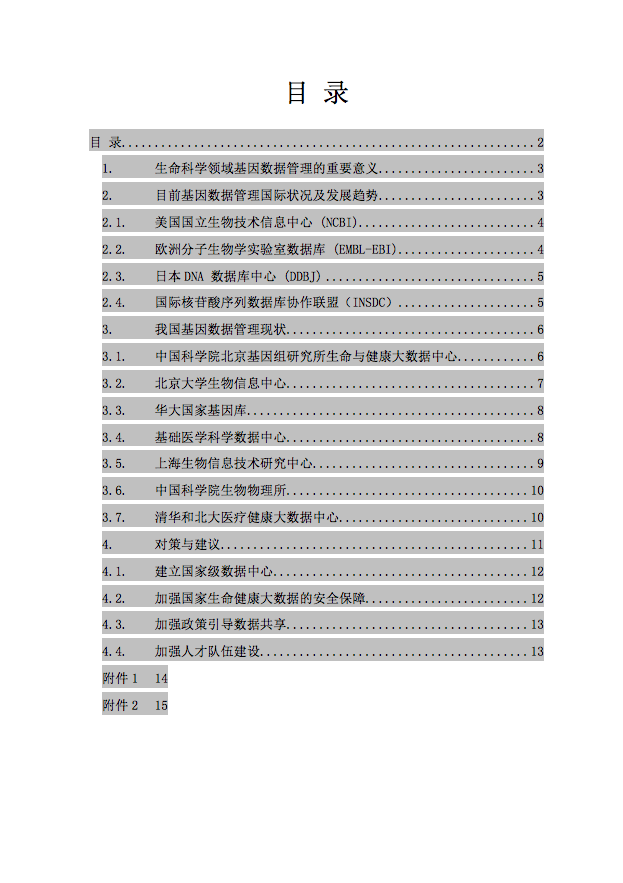 目 录
目 录................................................................2
1. 生命科学领域基因数据管理的重要意义........................3
2. 目前基因数据管理国际状况及发展趋势........................3
2.1. 美国国立生物技术信息中心 (NCBI)...........................4
2.2. 欧洲分子生物学实验室数据库 (EMBL-EBI).....................4
2.3. 日本DNA 数据库中心 (DDBJ)................................5
2.4. 国际核苷酸序列数据库协作联盟（INSDC）.....................5
3. 我国基因数据管理现状......................................6
3.1. 中国科学院北京基因组研究所生命与健康大数据中心............6
3.2. 北京大学生物信息中心......................................7
3.3. 华大国家基因库............................................8
3.4. 基础医学科学数据中心......................................8
3.5. 上海生物信息技术研究中心..................................9
3.6. 中国科学院生物物理所.....................................10
3.7. 清华和北大医疗健康大数据中心.............................10
4. 对策与建议...............................................11
4.1. 建立国家级数据中心.......................................12
4.2. 加强国家生命健康大数据的安全保障.........................12
4.3. 加强政策引导数据共享.....................................13
4.4. 加强人才队伍建设.........................................13
附件1 14
附件2 15